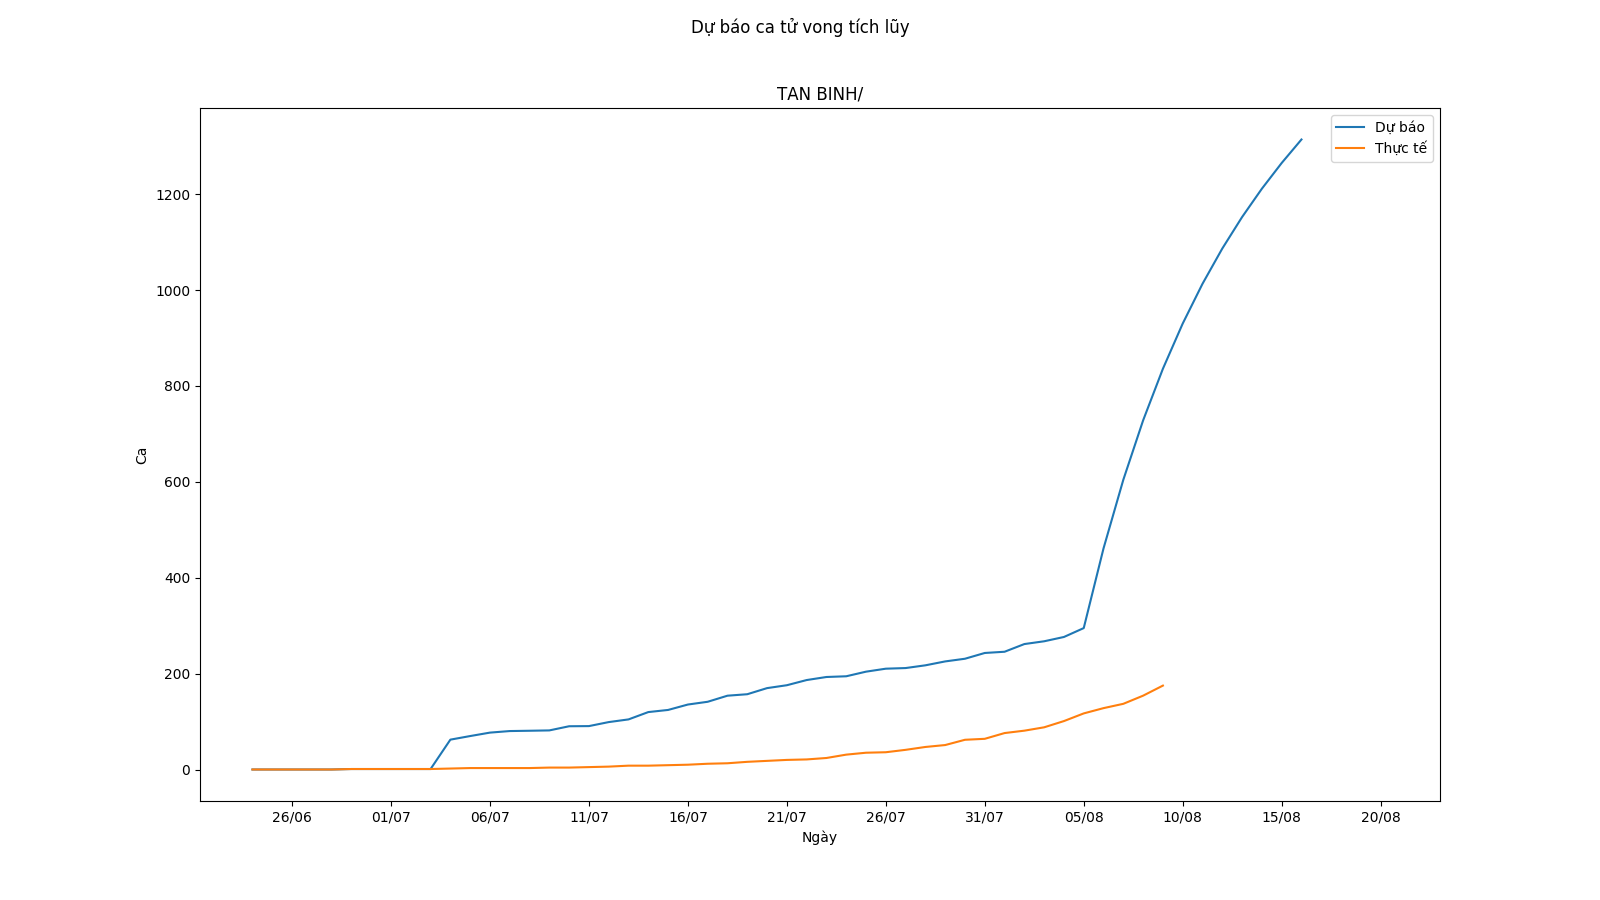 Dự báo ca tử vong tích lũy
TAN BINH/
Dự báo
Thực tế
1200
1000
800
600
400
200
0
Ca
26/06 01/07 06/07 11/07 16/07 21/07 26/07 31/07 05/08 10/08 15/08 20/08
Ngày